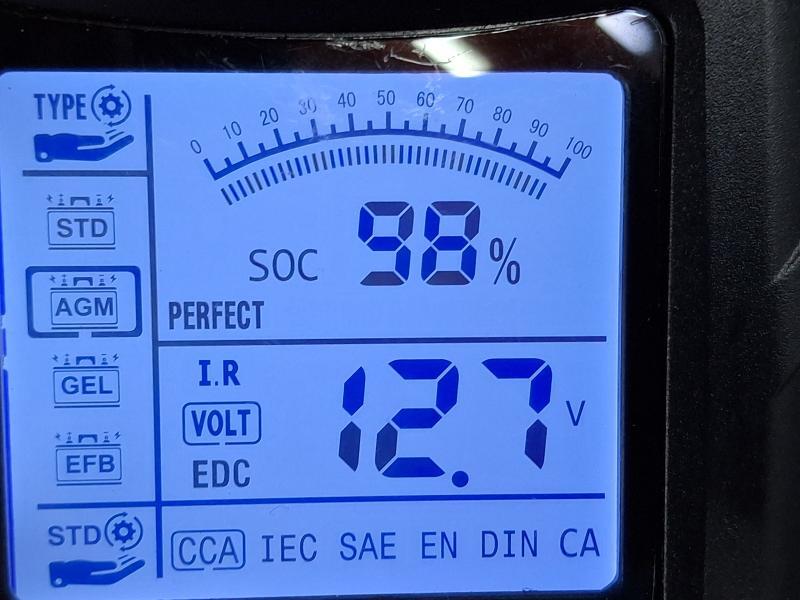 TYPE
STD
AGM
GEL
EFB
STD
0 10 20 30 40 50 60 70 80 90 100
SOC 98%
PERFECT
I.R
VOLT
EDC
12.7 V
CCA IEC SAE EN DIN CA